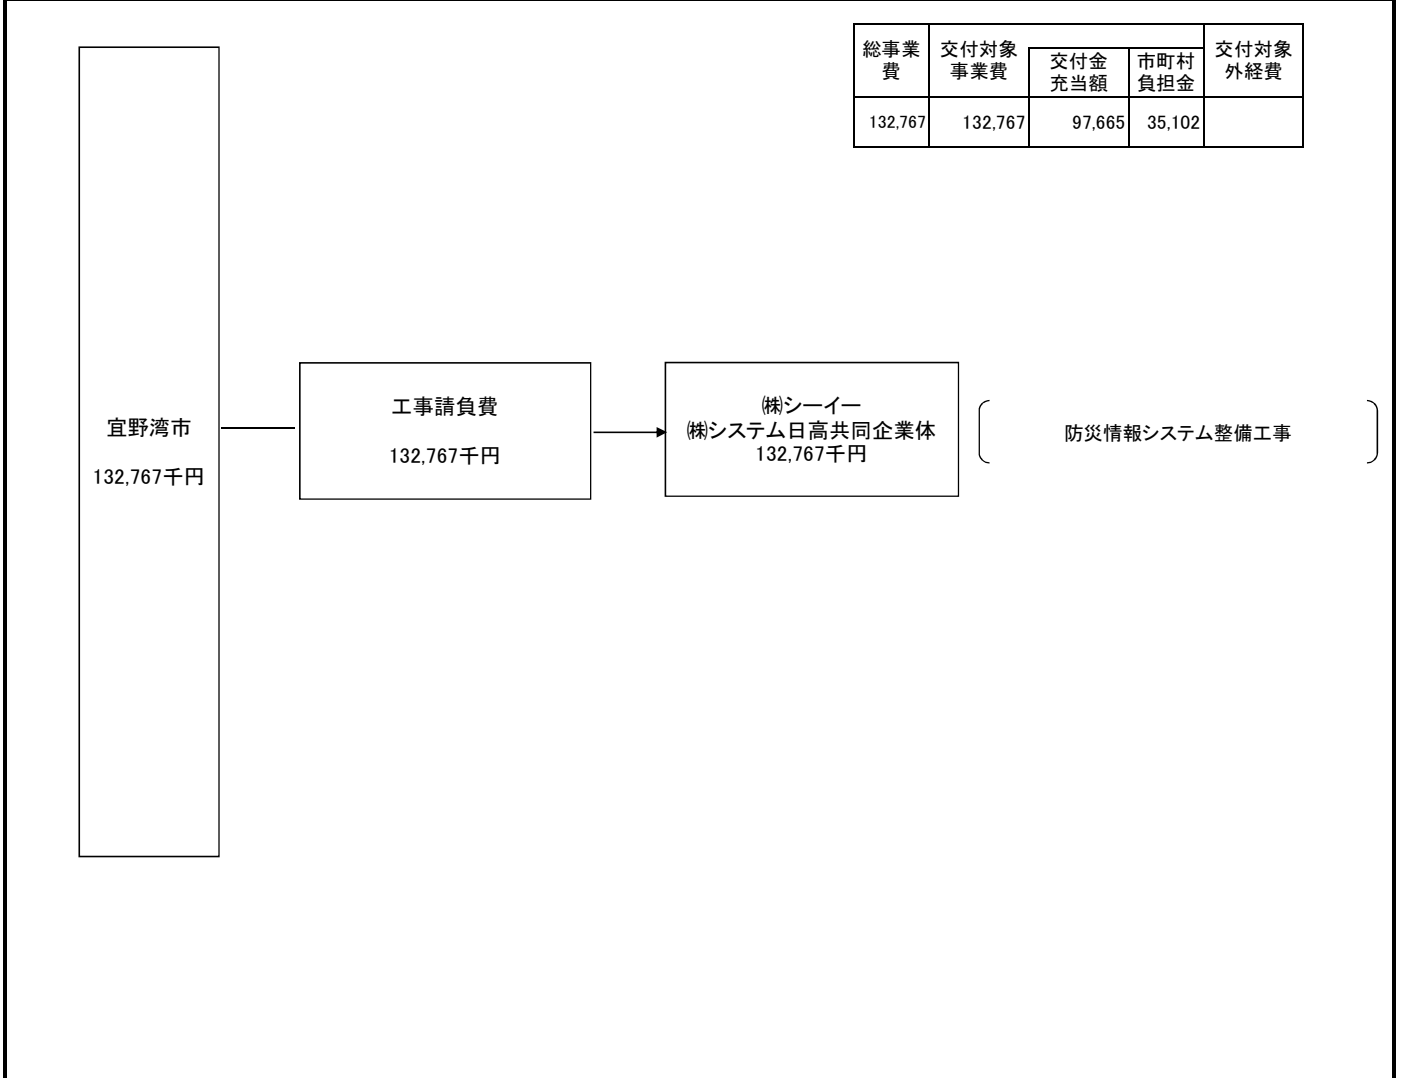 総事業
費
交付対象
事業費
交付金
充当額
市町村
負担金
交付対象
外経費
132,767
132,767
97,665
35,102
宜野湾市
132,767千円
工事請負費
132,767千円
㈱シーイー
㈱システム日高共同企業体
132,767千円
防災情報システム整備工事